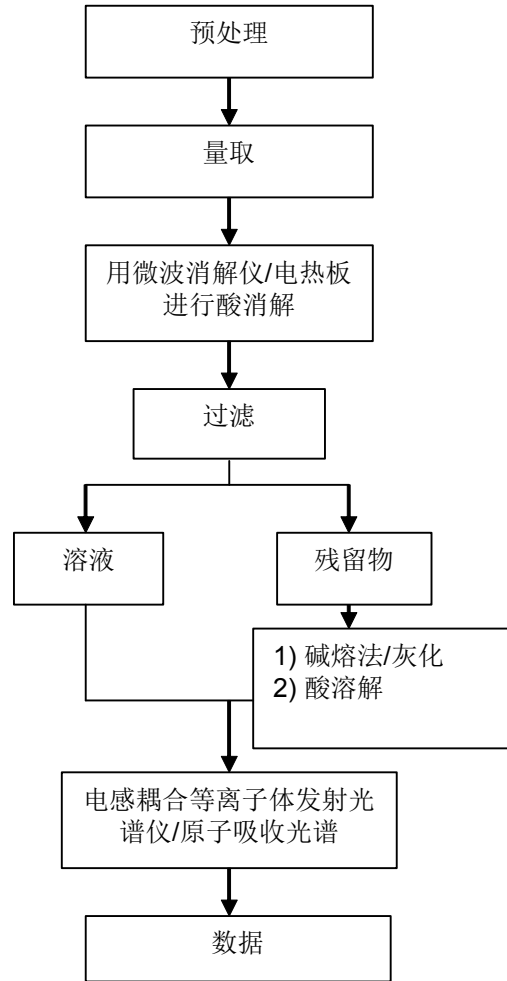 预处理
量取
用微波消解仪/电热板
进行酸消解
过滤
溶液
残留物
1) 碱熔法/灰化
2) 酸溶解
电感耦合等离子体发射光
谱仪/原子吸收光谱
数据